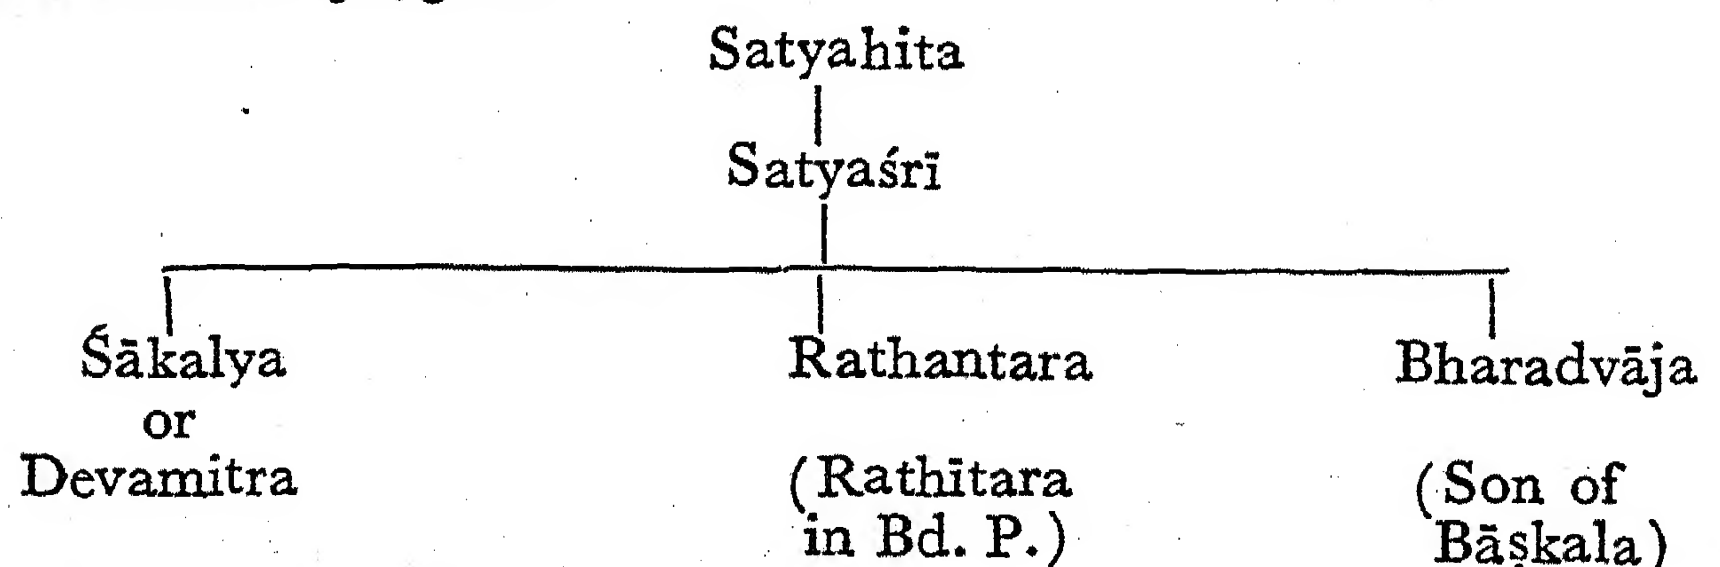 Satyahita
Satyaśrī
Śākalya Rathantara Bharadvāja
or
Devamitra (Rathītara (Son of
in Bd. P.) Bāṣkala)